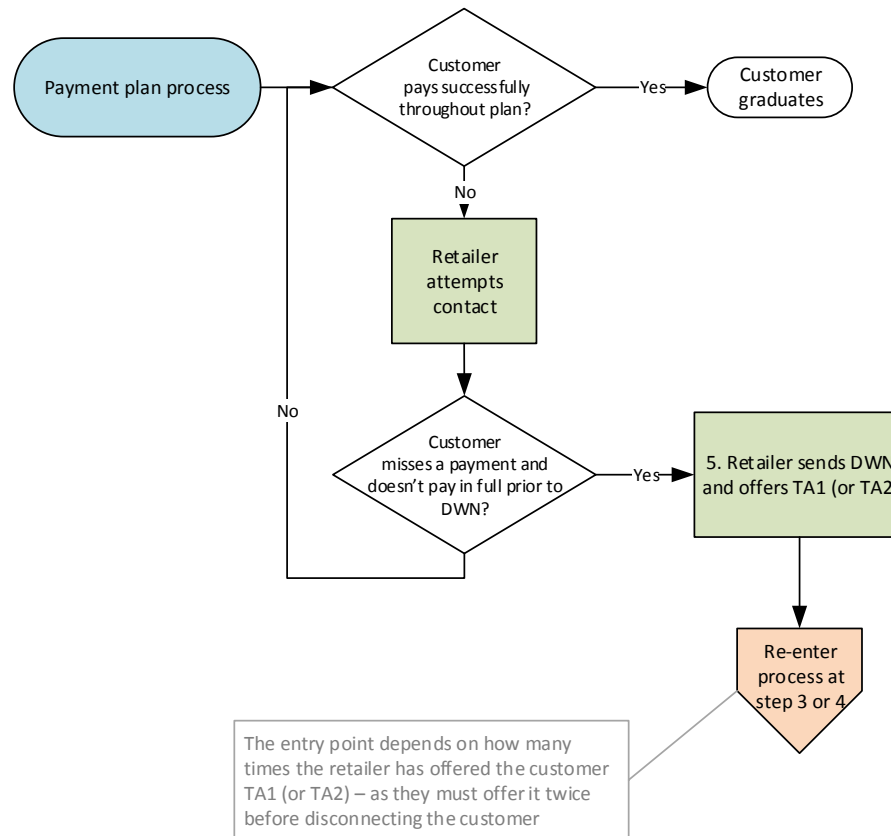 Payment plan process
Customer
pays successfully
throughout plan?
Yes
Customer
graduates
No
Retailer
attempts
contact
No
Customer
misses a payment and
doesn’t pay in full prior to
DWN?
Yes
5. Retailer sends DWN
and offers TA1 (or TA2
Re-enter
process at
step 3 or 4
The entry point depends on how many
times the retailer has offered the customer
TA1 (or TA2) – as they must offer it twice
before disconnecting the customer